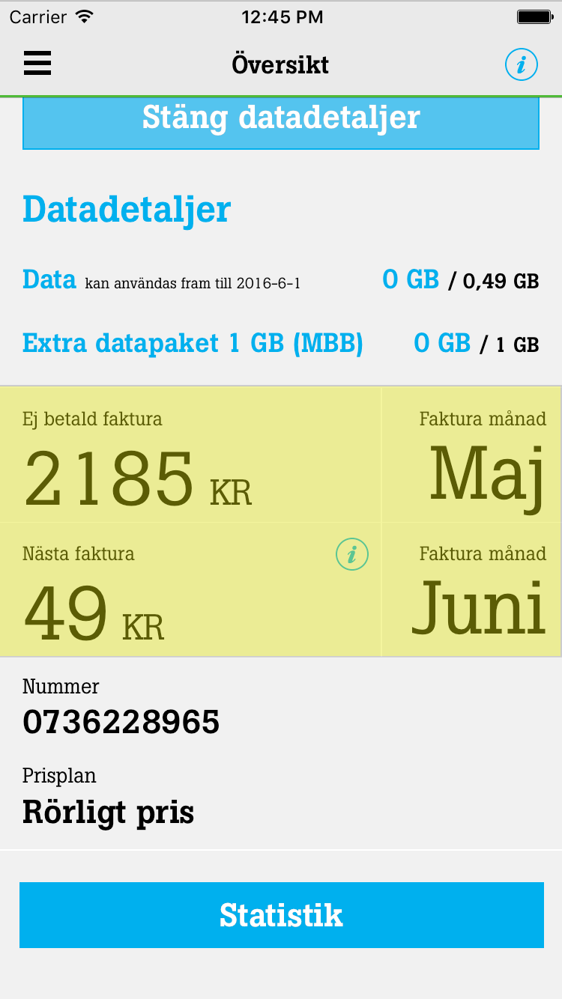 Carrier 12:45 PM
Översikt
Stäng datadetaljer
Datadetaljer
Data kan användas fram till 2016-6-1 0 GB / 0,49 GB
Extra datapaket 1 GB (MBB) 0 GB / 1 GB
Ej betald faktura Faktura månad
2185 KR Maj
Nästa faktura i Faktura månad
49 KR Juni
Nummer
0736228965
Prisplan
Rörligt pris
Statistik